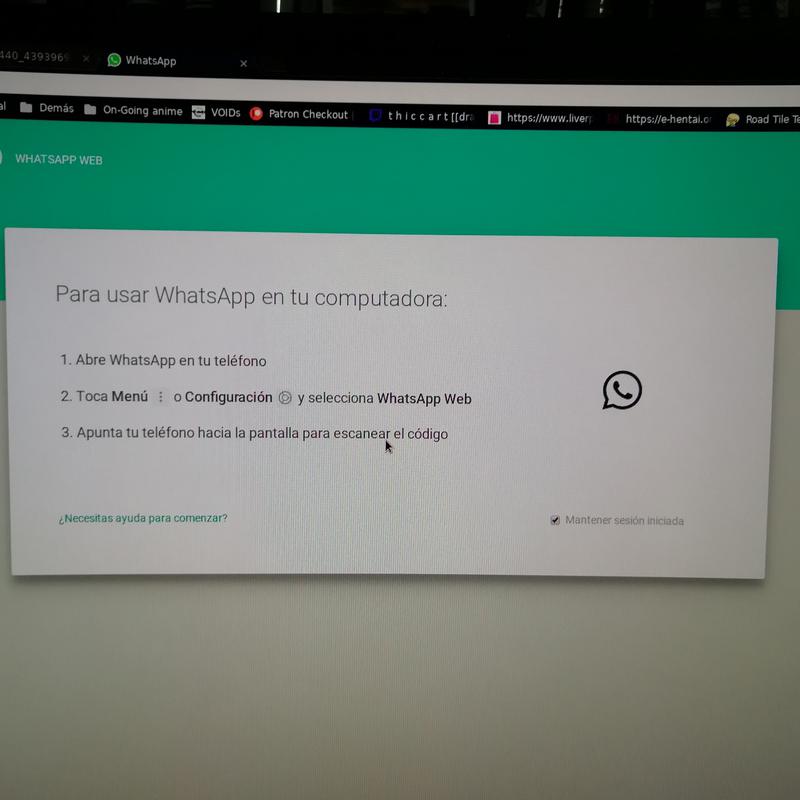 440_4393969 WhatsApp
al Demás On-Going anime VOIDs Patron Checkout t h i c c a r t [[dra https://www.liverp https://e-hentai.or Road Tile Te
WHATSAPP WEB
Para usar WhatsApp en tu computadora:
1. Abre WhatsApp en tu teléfono
2. Toca Menú o Configuración y selecciona WhatsApp Web
3. Apunta tu teléfono hacia la pantalla para escanear el código
¿Necesitas ayuda para comenzar? Mantener sesión iniciada